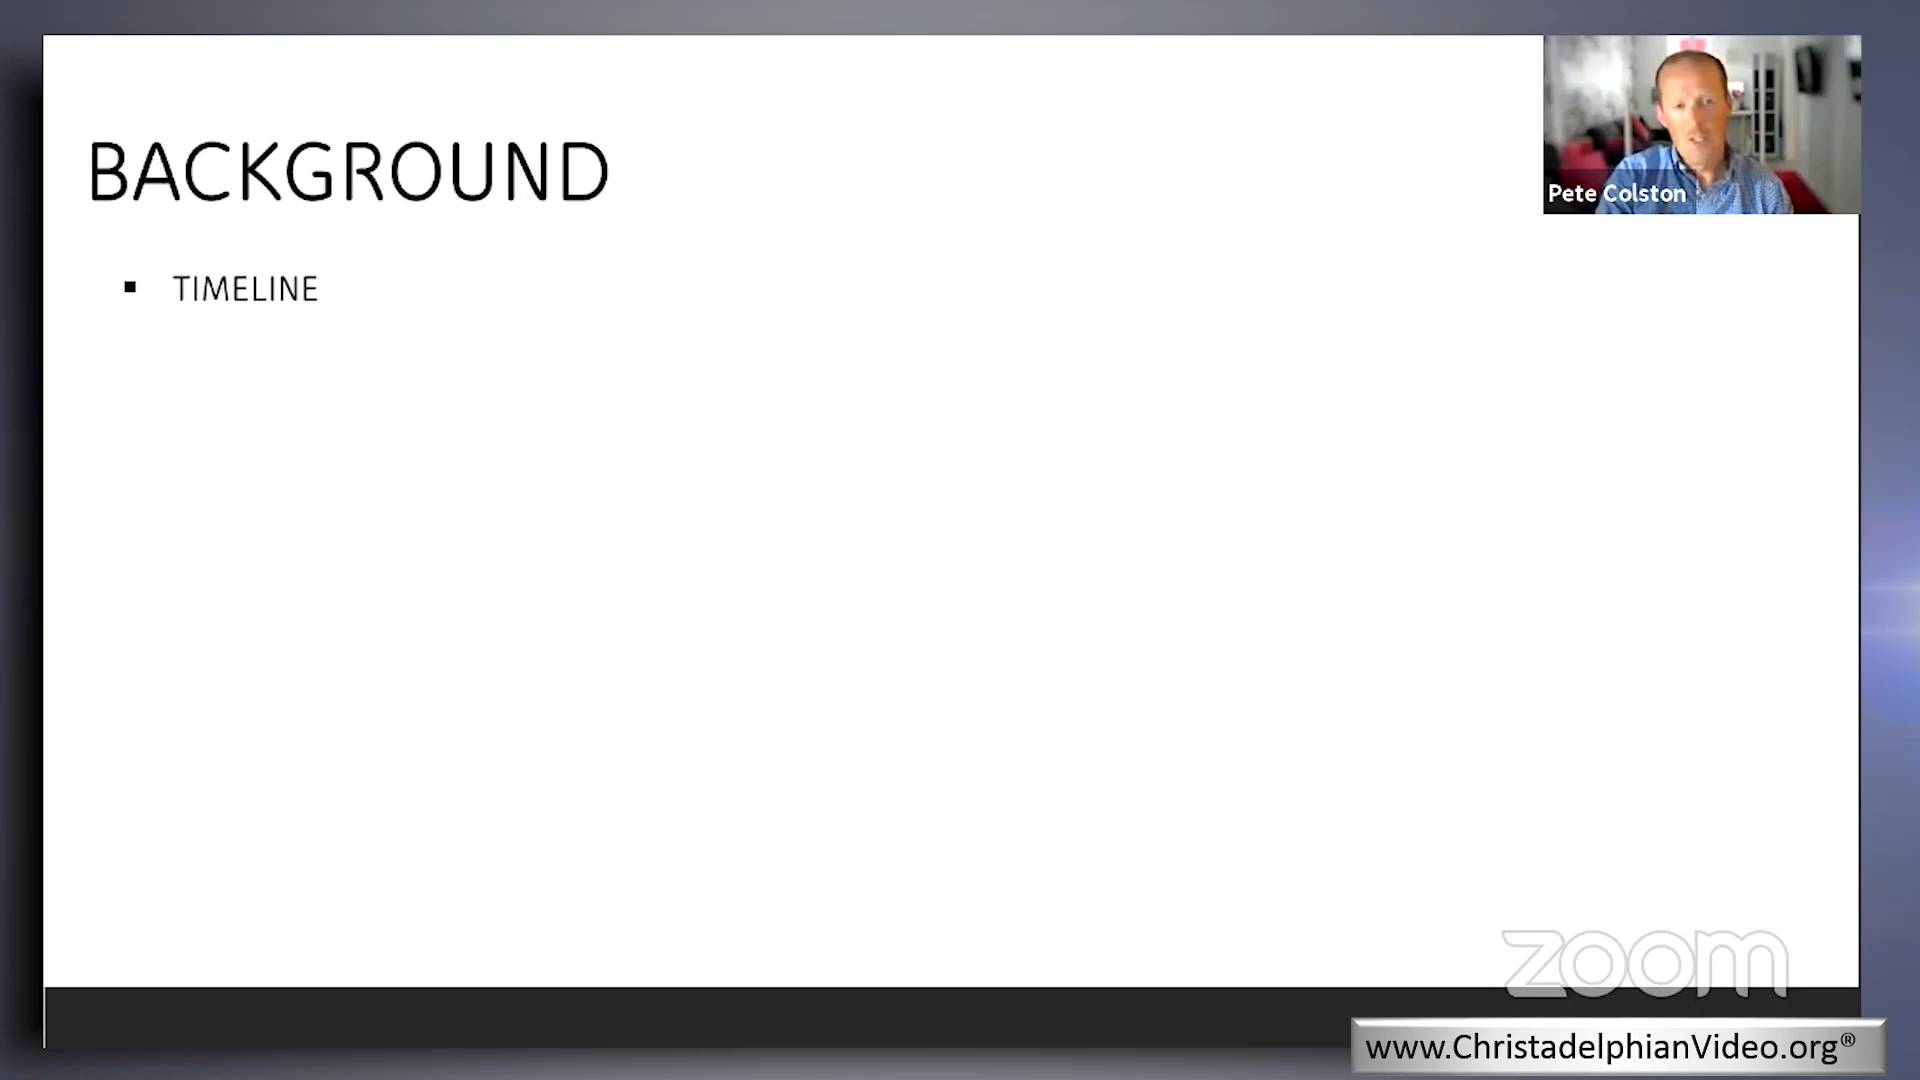 BACKGROUND
▪ TIMELINE
Pete Colston
zoom
www.ChristadelphianVideo.org®